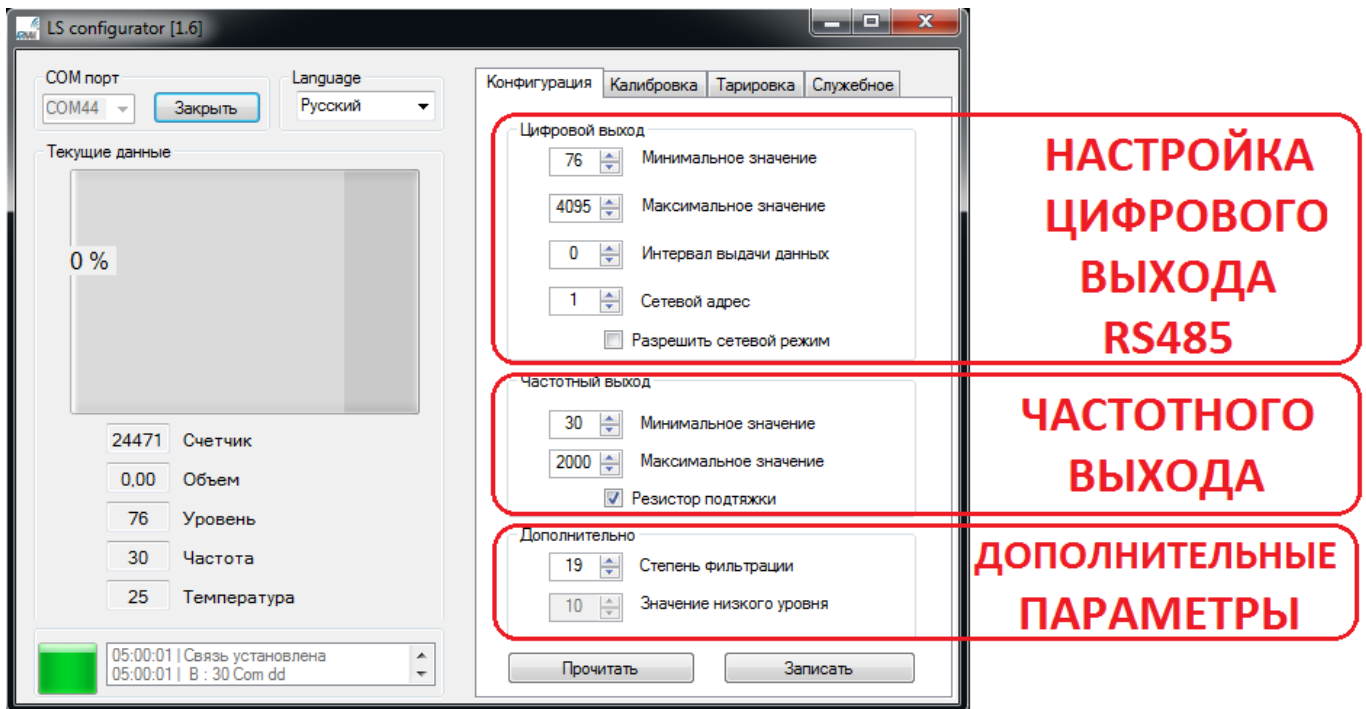 LS configurator [1.6]
COM порт
COM44
Закрыть
Language
Русский
Текущие данные
0 %
24471 Счетчик
0,00 Объем
76 Уровень
30 Частота
25 Температура
05:00:01 | Связь установлена
05:00:01 | B : 30 Com dd
Конфигурация Калибровка Тарировка Служебное
Цифровой выход
76 Минимальное значение
4095 Максимальное значение
0 Интервал выдачи данных
1 Сетевой адрес
Разрешить сетевой режим
Частотный выход
30 Минимальное значение
2000 Максимальное значение
Резистор подтяжки
Дополнительно
19 Степень фильтрации
10 Значение низкого уровня
Прочитать Записать
НАСТРОЙКА
ЦИФРОВОГО
ВЫХОДА
RS485
ЧАСТОТНОГО
ВЫХОДА
ДОПОЛНИТЕЛЬНЫЕ
ПАРАМЕТРЫ